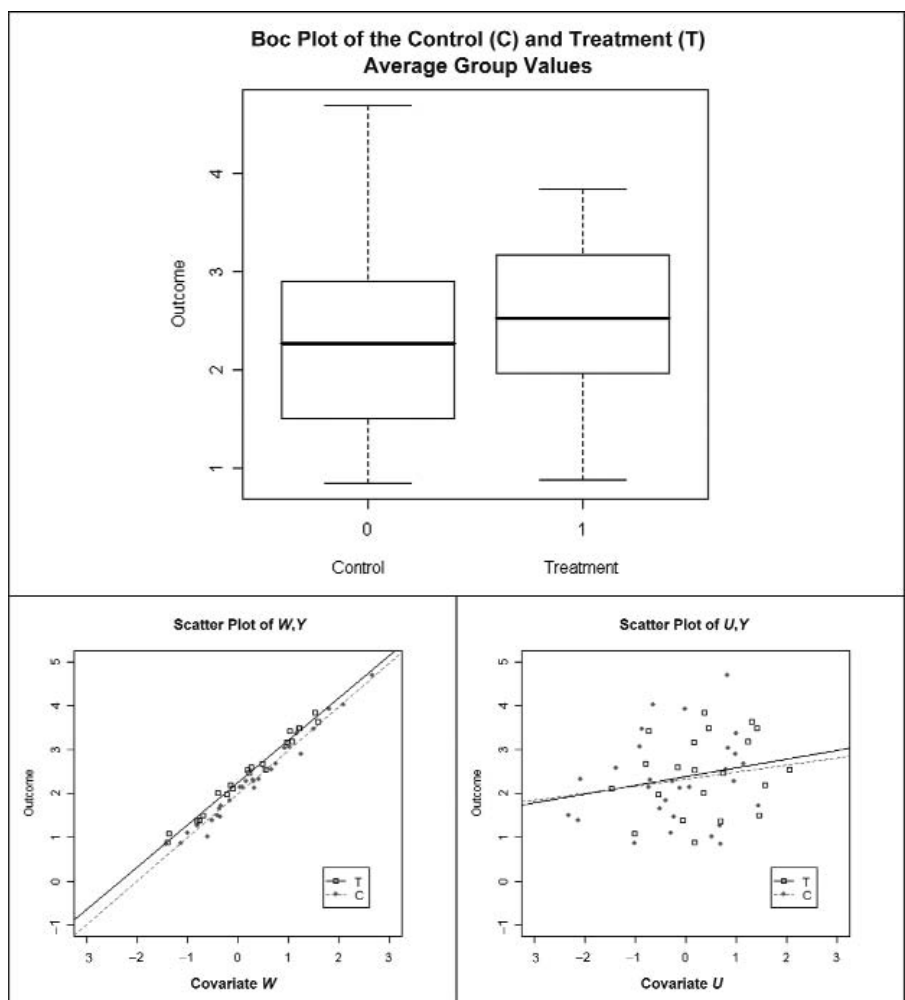 Boc Plot of the Control (C) and Treatment (T)
Average Group Values
Outcome
4
3
2
1
0
1
Control
Treatment
Scatter Plot of W,Y
Outcome
5
4
3
2
1
0
−1
T
C
3
−2
−1
0
1
2
3
Covariate W
Scatter Plot of U,Y
Outcome
5
4
3
2
1
0
−1
T
C
3
−2
−1
0
1
2
3
Covariate U